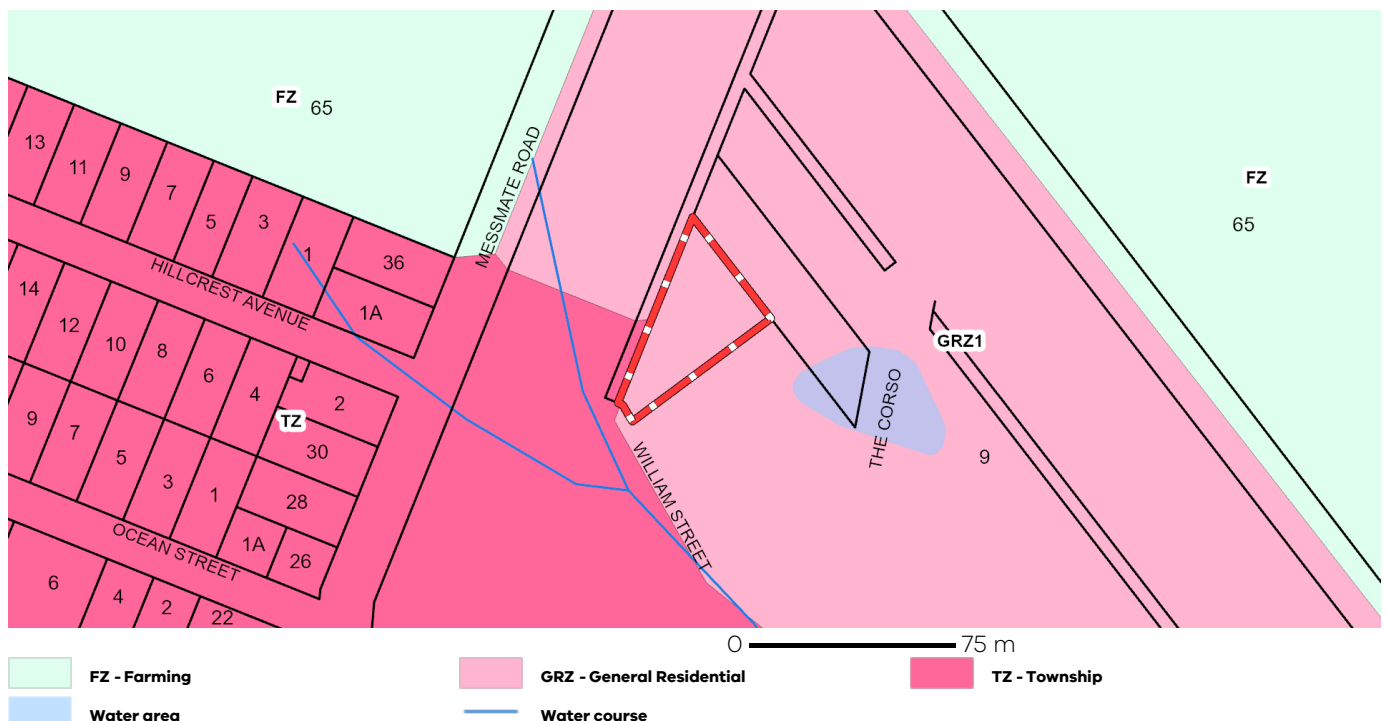 FZ 65
FZ
65
MESSMATE ROAD
13
11
9
7
5
3
1
36
1A
HILLCREST AVENUE
14
12
10
8
6
4
2
TZ
30
9
7
5
3
1
28
1A
26
OCEAN STREET
6
4
2
22
GRZ1
THE CORSO
9
WILLIAM STREET
0 75 m
FZ - Farming
GRZ - General Residential
TZ - Township
Water area
Water course